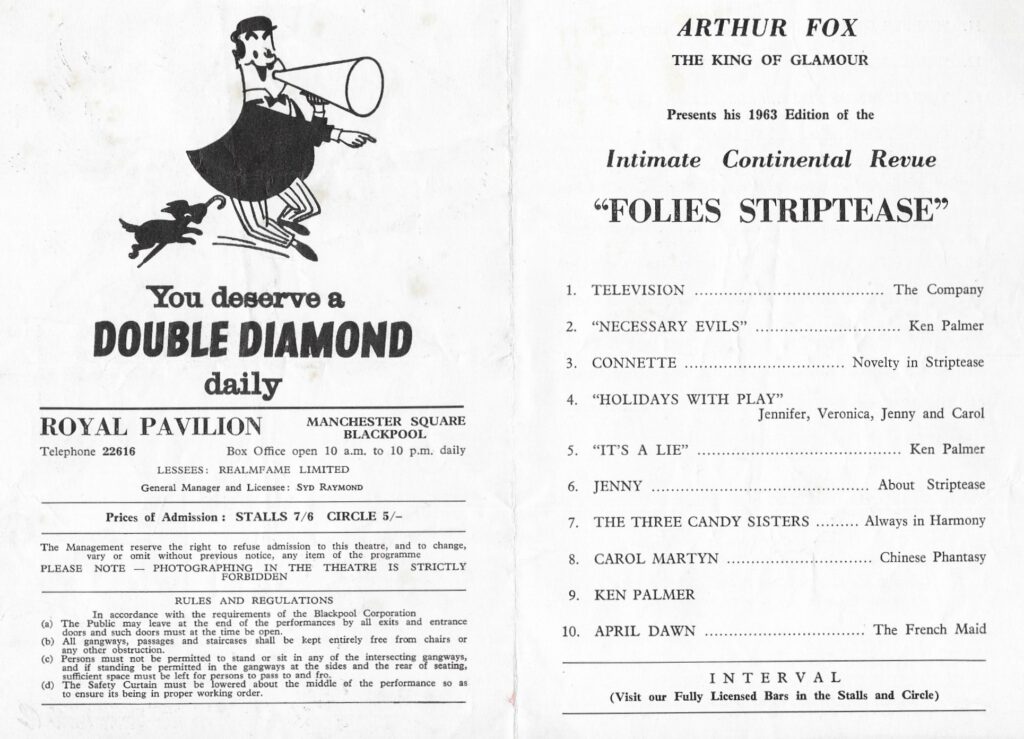 You deserve a
DOUBLE DIAMOND
daily
ROYAL PAVILION
MANCHESTER SQUARE
BLACKPOOL
Telephone 22616
Box Office open 10 a.m. to 10 p.m. daily
LESSEES: REALMFAME LIMITED
General Manager and Licensee: SYD RAYMOND
Prices of Admission: STALLS 7/6 CIRCLE 5/-
The Management reserve the right to refuse admission to this theatre, and to change,
vary or omit without previous notice, any item of the programme
PLEASE NOTE — PHOTOGRAPHING IN THE THEATRE IS STRICTLY
FORBIDDEN
RULES AND REGULATIONS
In accordance with the requirements of the Blackpool Corporation
(a) The Public may leave at the end of the performances by all exits and entrance
doors and such doors must at the time be open.
(b) All gangways, passages and staircases shall be kept entirely free from chairs or
any other obstruction.
(c) Persons must not be permitted to stand or sit in any of the intersecting gangways,
and if standing be permitted in the gangways at the sides and the rear of seating,
sufficient space must be left for persons to pass to and fro.
(d) The Safety Curtain must be lowered about the middle of the performance so as
to ensure its being in proper working order.
ARTHUR FOX
THE KING OF GLAMOUR
Presents his 1963 Edition of the
Intimate Continental Revue
“FOLIES STRIPTEASE”
1. TELEVISION ........ The Company
2. “NECESSARY EVILS” ........ Ken Palmer
3. CONNETTE ........ Novelty in Striptease
4. “HOLIDAYS WITH PLAY”
Jennifer, Veronica, Jenny and Carol
5. “IT'S A LIE” ........ Ken Palmer
6. JENNY ........ About Striptease
7. THE THREE CANDY SISTERS ........ Always in Harmony
8. CAROL MARTYN ........ Chinese Phantasy
9. KEN PALMER
10. APRIL DAWN ........ The French Maid
INTERVAL
(Visit our Fully Licensed Bars in the Stalls and Circle)